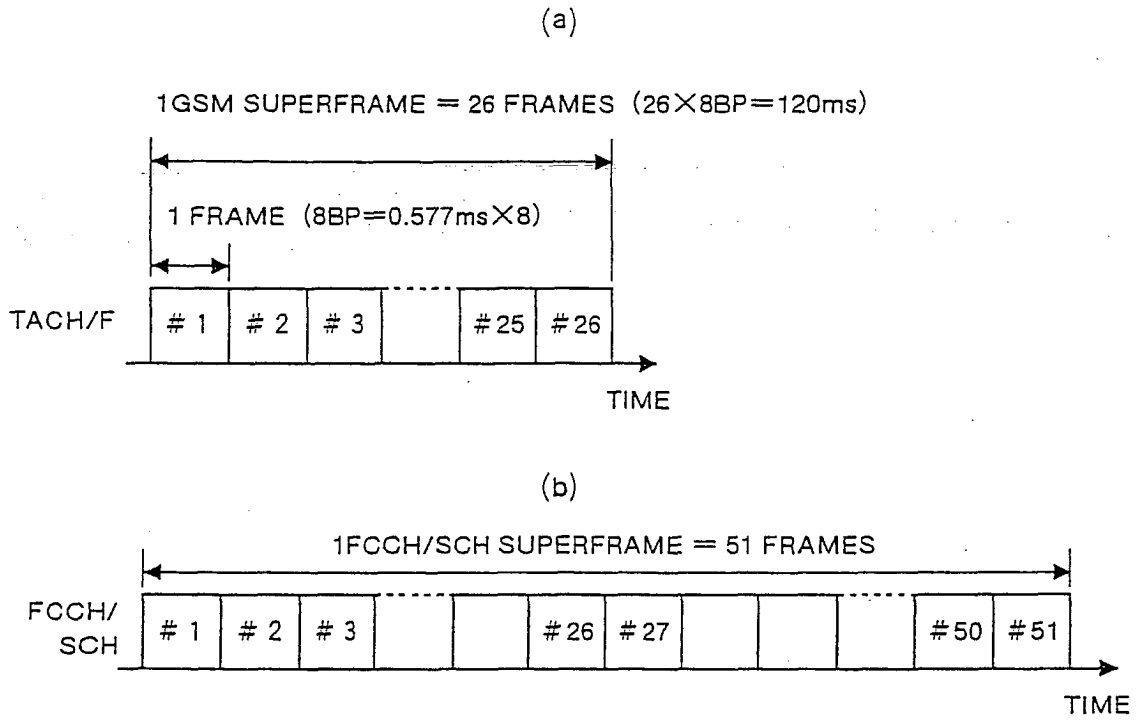 (a)
1GSM SUPERFRAME = 26 FRAMES (26×8BP=120ms)
1 FRAME (8BP=0.577ms×8)
TACH/F #1 #2 #3 #25 #26
TIME
(b)
1FCCH/SCH SUPERFRAME = 51 FRAMES
FCCH/
SCH
#1 #2 #3 #26 #27 #50 #51
TIME